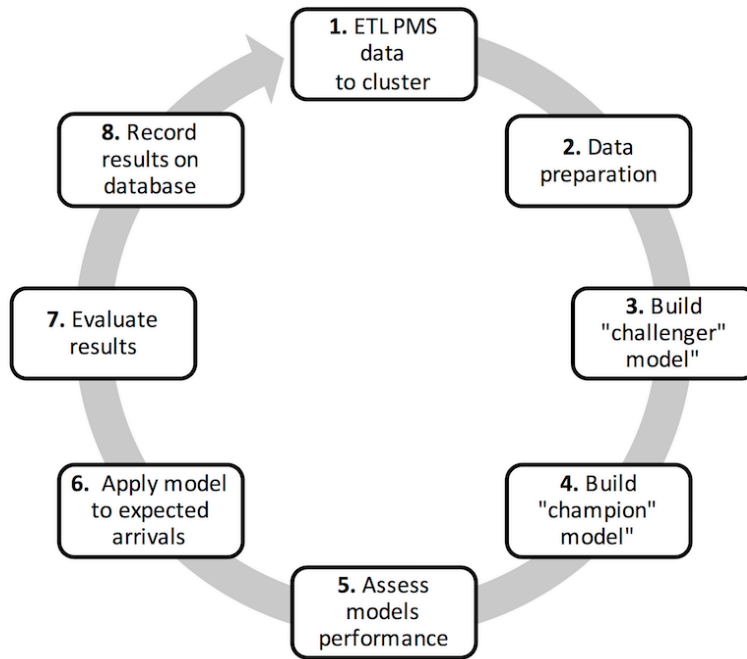 1. ETL PMS
data
to cluster
2. Data
preparation
3. Build
"challenger"
model"
4. Build
"champion"
model"
5. Assess
models
performance
6. Apply model
to expected
arrivals
7. Evaluate
results
8. Record
results on
database